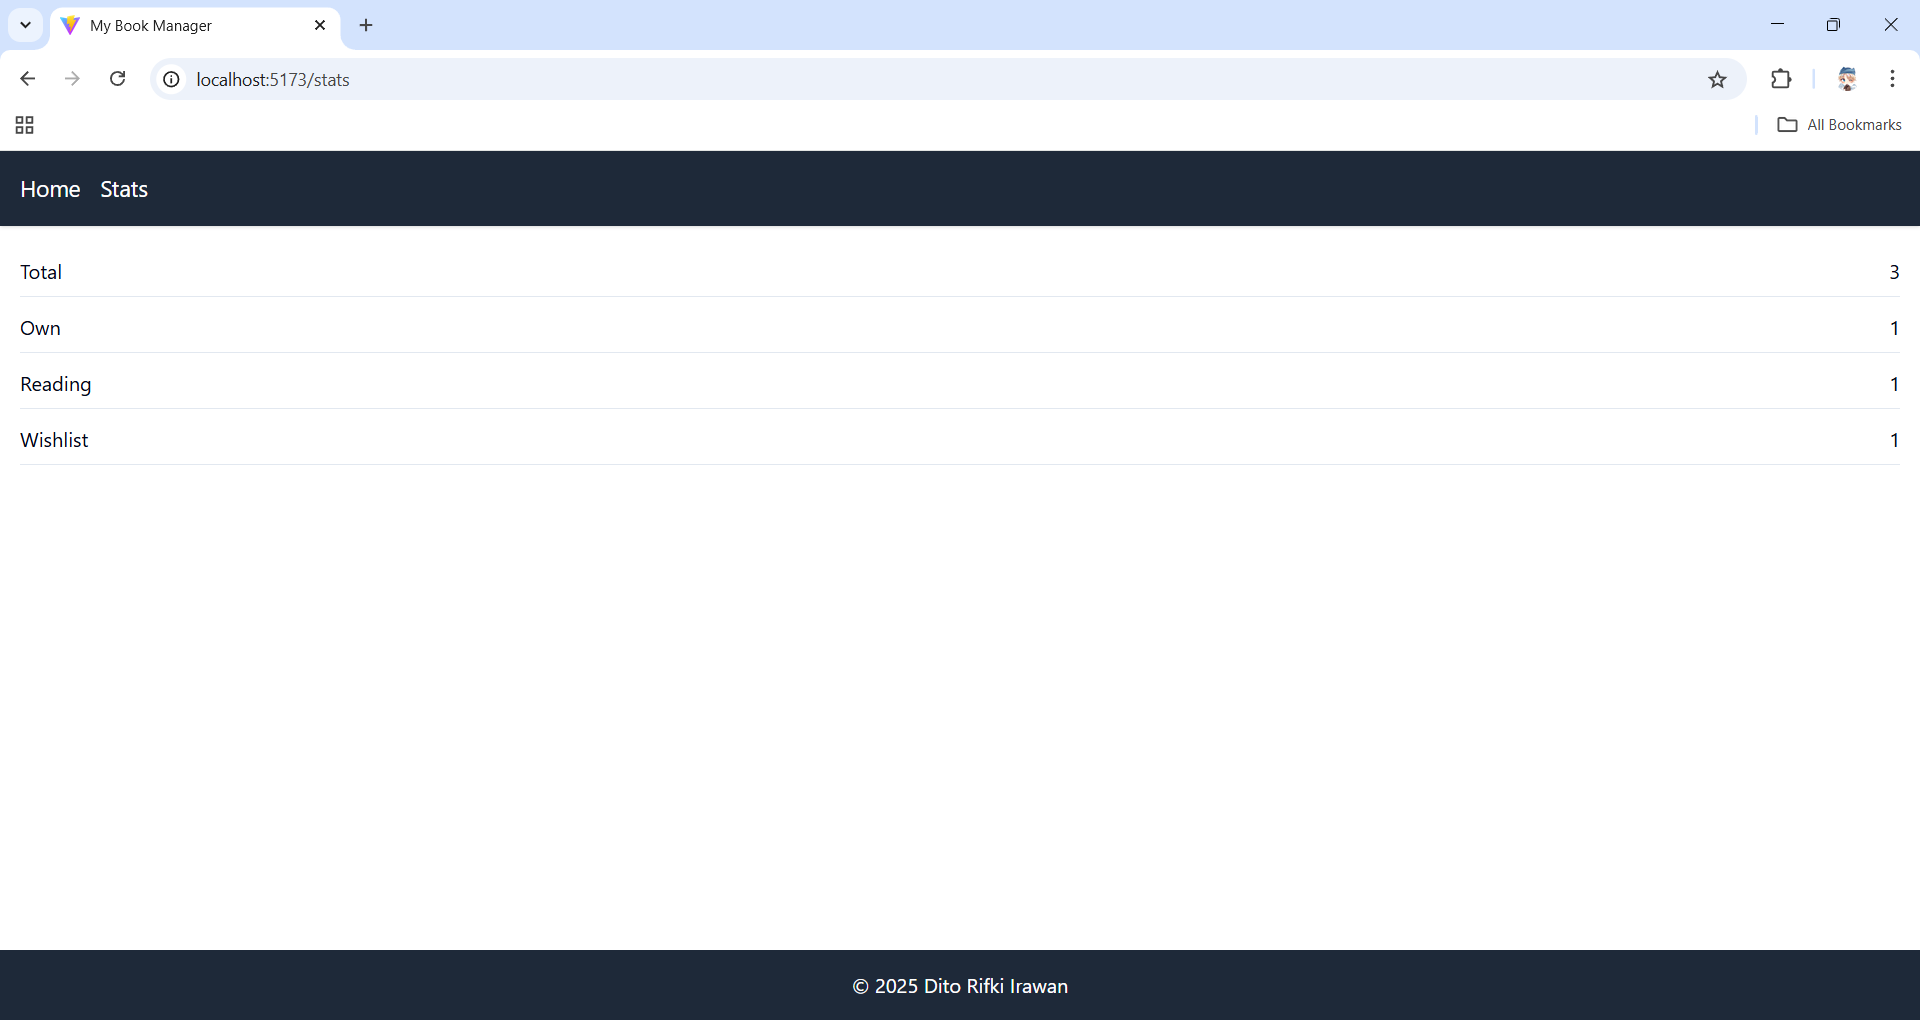 My Book Manager
localhost:5173/stats
All Bookmarks
Home Stats
Total 3
Own 1
Reading 1
Wishlist 1
© 2025 Dito Rifki Irawan